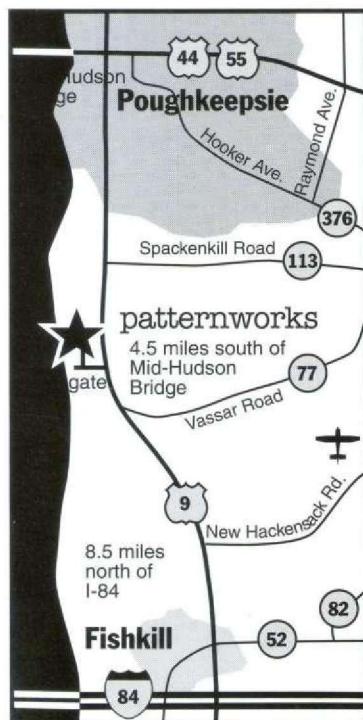 44 55
Hudson
ge
Poughkeepsie
Hooker Ave.
Raymond Ave.
376
Spackenkill Road
113
patternworks
4.5 miles south of
Mid-Hudson
Bridge
gate
77
Vassar Road
9
New Hackensack Rd.
8.5 miles
north of
I-84
82
Fishkill
52
84